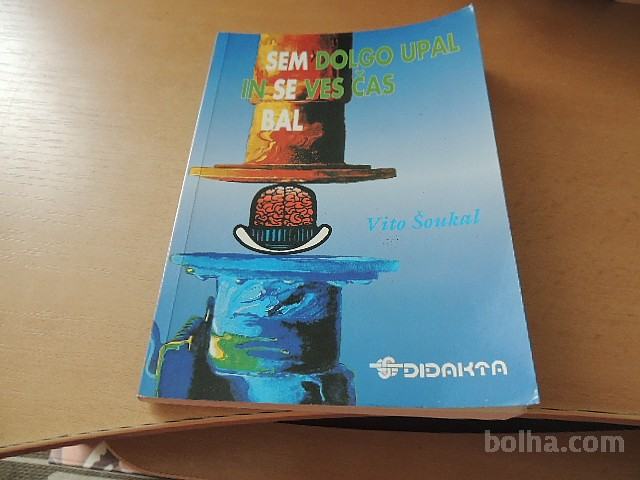 SEM DOLGO UPAL
IN SE VES ČAS
BAL
Vito Šoukal
DIDAKTA
bolha.com